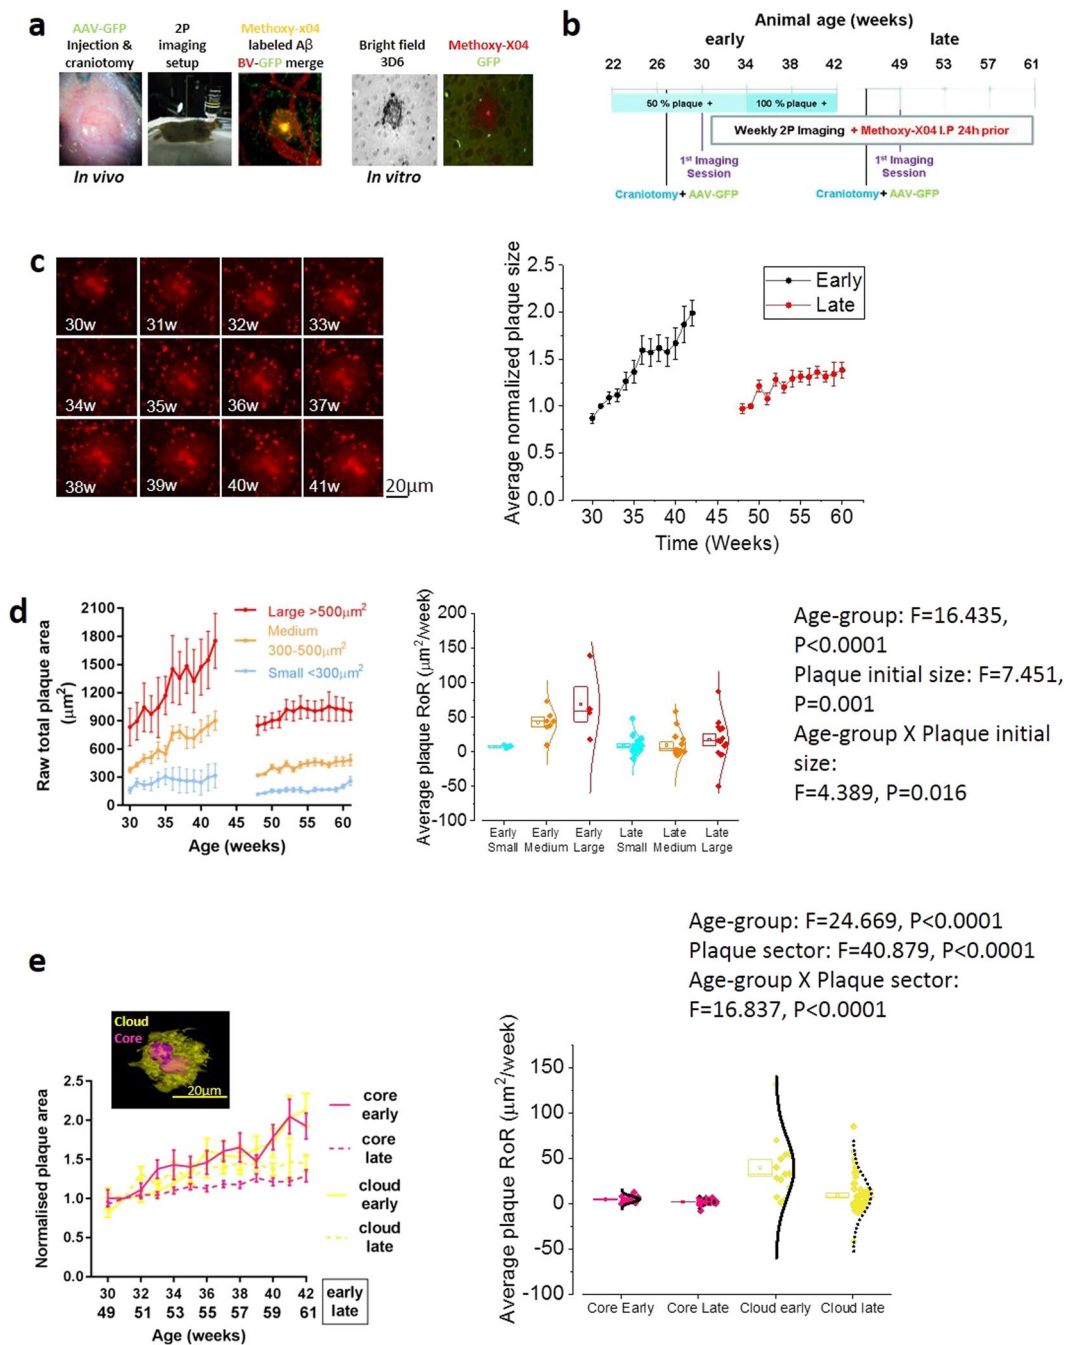 a
AAV-GFP
Injection &
craniotomy
2P
imaging
setup
Methoxy-x04
labeled Aβ
BV-GFP merge
Bright field
3D6
Methoxy-X04
GFP
In vivo
In vitro
b
Animal age (weeks)
early late
22 26 30 34 38 42 49 53 57 61
50 % plaque + 100 % plaque +
Weekly 2P Imaging + Methoxy-X04 I.P 24h prior
1st Imaging
Session
1st Imaging
Session
Craniotomy + AAV-GFP
Craniotomy + AAV-GFP
c
30w 31w 32w 33w
34w 35w 36w 37w
38w 39w 40w 41w
20μm
Average normalized plaque size
2.5
2.0
1.5
1.0
0.5
0.0
Early
Late
30 35 40 45 50 55 60
Time (Weeks)
d
Raw total plaque area
(μm²)
2100
1800
1500
1200
900
600
300
0
Large >500μm²
Medium
300-500μm²
Small <300μm²
30 35 40 45 50 55 60
Age (weeks)
Average plaque RoR (μm²/week)
200
150
100
50
0
-50
-100
Early
Small
Early
Medium
Early
Large
Late
Small
Late
Medium
Late
Large
Age-group: F=16.435,
P<0.0001
Plaque initial size: F=7.451,
P=0.001
Age-group X Plaque initial
size:
F=4.389, P=0.016
e
Cloud
Core
20μm
Normalised plaque area
2.5
2.0
1.5
1.0
0.5
0.0
core
early
core
late
cloud
early
cloud
late
30 32 34 36 38 40 42 early
49 51 53 55 57 59 61 late
Age (weeks)
Age-group: F=24.669, P<0.0001
Plaque sector: F=40.879, P<0.0001
Age-group X Plaque sector:
F=16.837, P<0.0001
Average plaque RoR (μm²/week)
150
100
50
0
-50
-100
Core Early Core Late Cloud early Cloud late